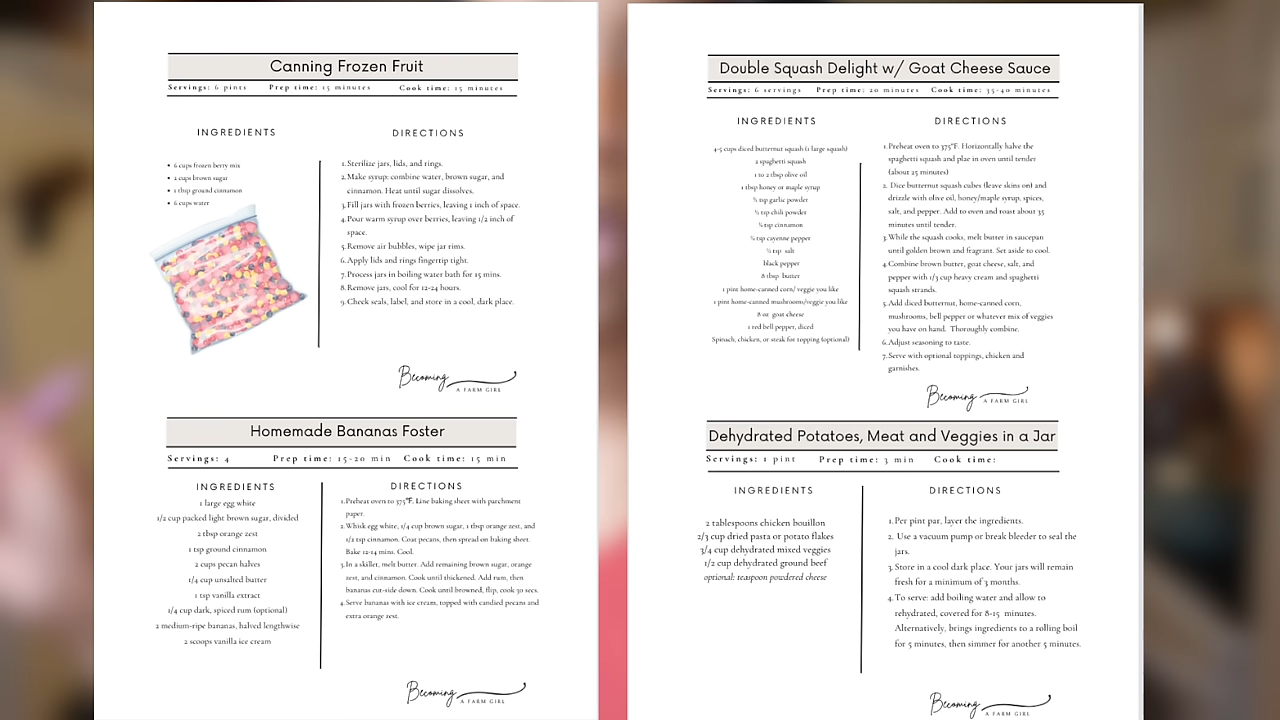 Canning Frozen Fruit
Servings: 6 pints Prep time: 15 minutes Cook time: 15 minutes
INGREDIENTS
• 6 cups frozen berry mix
• 2 cups brown sugar
• 1 tbsp ground cinnamon
• 6 cups water
DIRECTIONS
1. Sterilize jars, lids, and rings.
2. Make syrup: combine water, brown sugar, and
cinnamon. Heat until sugar dissolves.
3. Fill jars with frozen berries, leaving 1 inch of space.
4. Pour warm syrup over berries, leaving 1/2 inch of
space.
5. Remove air bubbles, wipe jar rims.
6. Apply lids and rings fingertip tight.
7. Process jars in boiling water bath for 15 mins.
8. Remove jars, cool for 12-24 hours.
9. Check seals, label, and store in a cool, dark place.
Becoming
A FARM GIRL
Homemade Bananas Foster
Servings: 4 Prep time: 15-20 min Cook time: 15 min
INGREDIENTS
1 large egg white
1/2 cup packed light brown sugar, divided
2 tbsp orange zest
1 tsp ground cinnamon
2 cups pecan halves
1/4 cup unsalted butter
1 tsp vanilla extract
1/4 cup dark, spiced rum (optional)
2 medium-ripe bananas, halved lengthwise
2 scoops vanilla ice cream
DIRECTIONS
1. Preheat oven to 375°F. Line baking sheet with parchment
paper.
2. Whisk egg white, 1/4 cup brown sugar, 1 tbsp orange zest, and
1/2 tsp cinnamon. Coat pecans, then spread on baking sheet.
Bake 12-14 mins. Cool.
3. In a skillet, melt butter. Add remaining brown sugar, orange
zest, and cinnamon. Cook until thickened. Add rum, then
bananas cut-side down. Cook until browned, flip, cook 30 secs.
4. Serve bananas with ice cream, topped with candied pecans and
extra orange zest.
Becoming
A FARM GIRL
Double Squash Delight w/ Goat Cheese Sauce
Servings: 6 servings Prep time: 20 minutes Cook time: 35-40 minutes
INGREDIENTS
4-5 cups diced butternut squash (1 large squash)
2 spaghetti squash
1 to 2 tbsp olive oil
1 tbsp honey or maple syrup
tsp garlic powder
tsp chili powder
tsp cinnamon
tsp cayenne pepper
tsp salt
black pepper
8 tbsp butter
1 pint home-canned corn/ veggie you like
1 pint home-canned mushrooms/veggie you like
8 oz goat cheese
1 red bell pepper, diced
Spinach, chicken, or steak for topping (optional)
DIRECTIONS
1. Preheat oven to 375°F. Horizontally halve the
spaghetti squash and plae in oven until tender
(about 25 minutes)
2. Dice butternut squash cubes (leave skins on) and
drizzle with olive oil, honey/maple syrup, spices,
salt, and pepper. Add to oven and roast about 35
minutes until tender.
3. While the squash cooks, melt butter in saucepan
until golden brown and fragrant. Set aside to cool.
4. Combine brown butter, goat cheese, salt, and
pepper with 1/3 cup heavy cream and spaghetti
squash strands.
5. Add diced butternut, home-canned corn,
mushrooms, bell pepper or whatever mix of veggies
you have on hand. Thoroughly combine.
6. Adjust seasoning to taste.
7. Serve with optional toppings, chicken and
garnishes.
Becoming
A FARM GIRL
Dehydrated Potatoes, Meat and Veggies in a Jar
Servings: 1 pint Prep time: 3 min Cook time:
INGREDIENTS
2 tablespoons chicken bouillon
2/3 cup dried pasta or potato flakes
3/4 cup dehydrated mixed veggies
1/2 cup dehydrated ground beef
optional: teaspoon powdered cheese
DIRECTIONS
1. Per pint par, layer the ingredients.
2. Use a vacuum pump or break bleeder to seal the
jars.
3. Store in a cool dark place. Your jars will remain
fresh for a minimum of 3 months.
4. To serve: add boiling water and allow to
rehydrated, covered for 8-15 minutes.
Alternatively, brings ingredients to a rolling boil
for 5 minutes, then simmer for another 5 minutes.
Becoming
A FARM GIRL